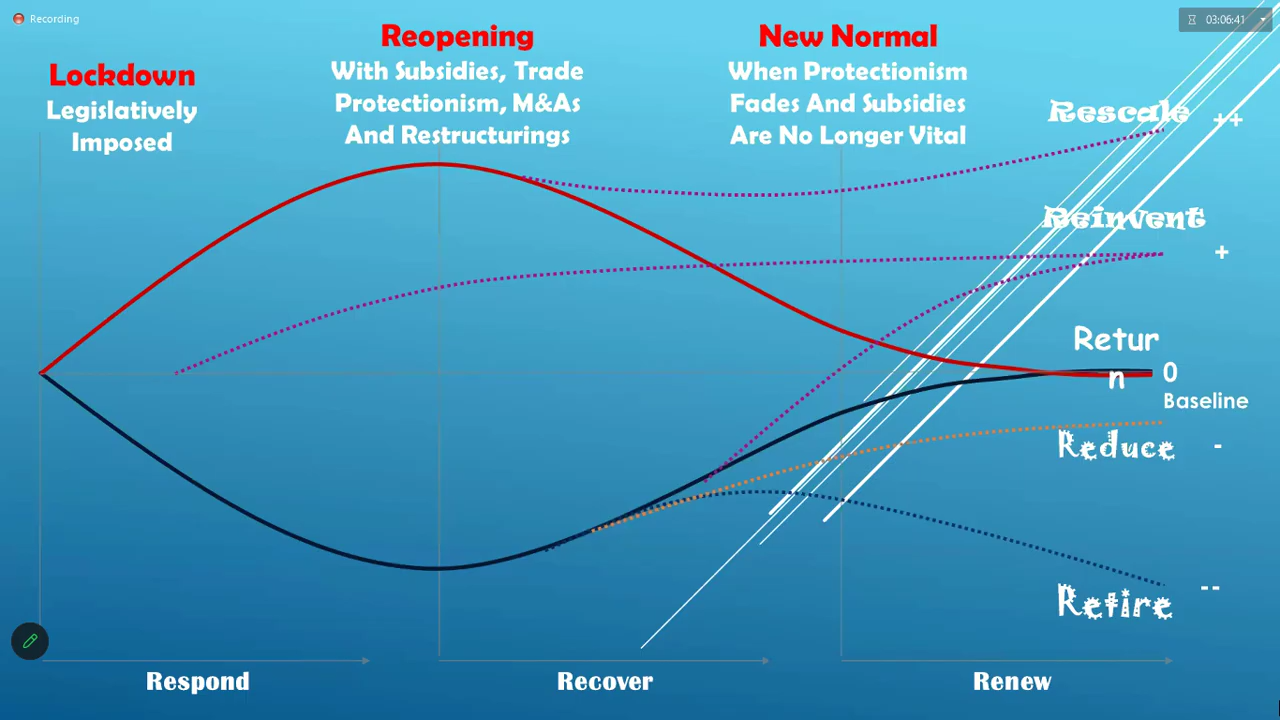 Recording
03:06:41
Lockdown
Legislatively
Imposed
Reopening
With Subsidies, Trade
Protectionism, M&As
And Restructurings
New Normal
When Protectionism
Fades And Subsidies
Are No Longer Vital
Rescale ++
Reinvent
+
Retur
n
0
Baseline
Reduce -
Retire --
Respond
Recover
Renew